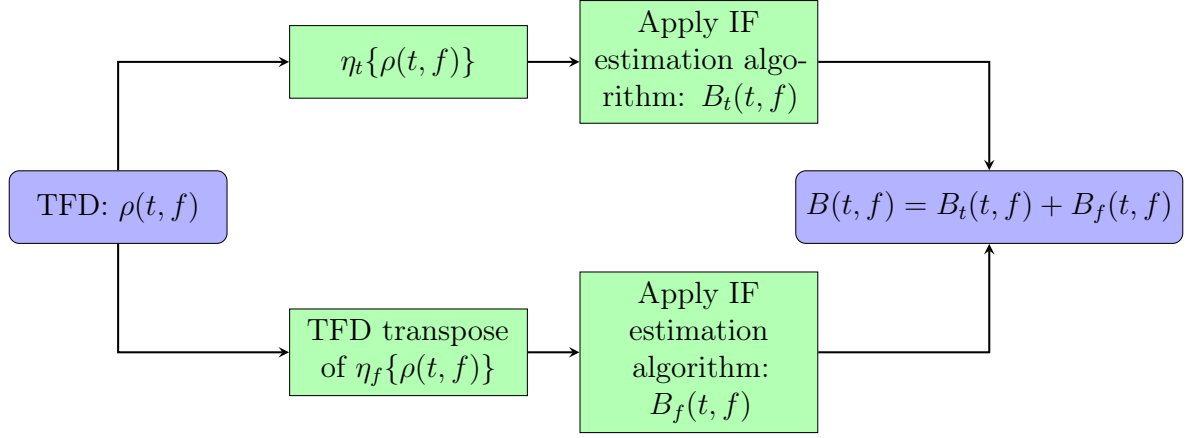 η_t{ρ(t, f)}
Apply IF
estimation algo-
rithm: B_t(t, f)
TFD: ρ(t, f)
B(t, f) = B_t(t, f) + B_f(t, f)
TFD transpose
of η_f{ρ(t, f)}
Apply IF
estimation
algorithm:
B_f(t, f)